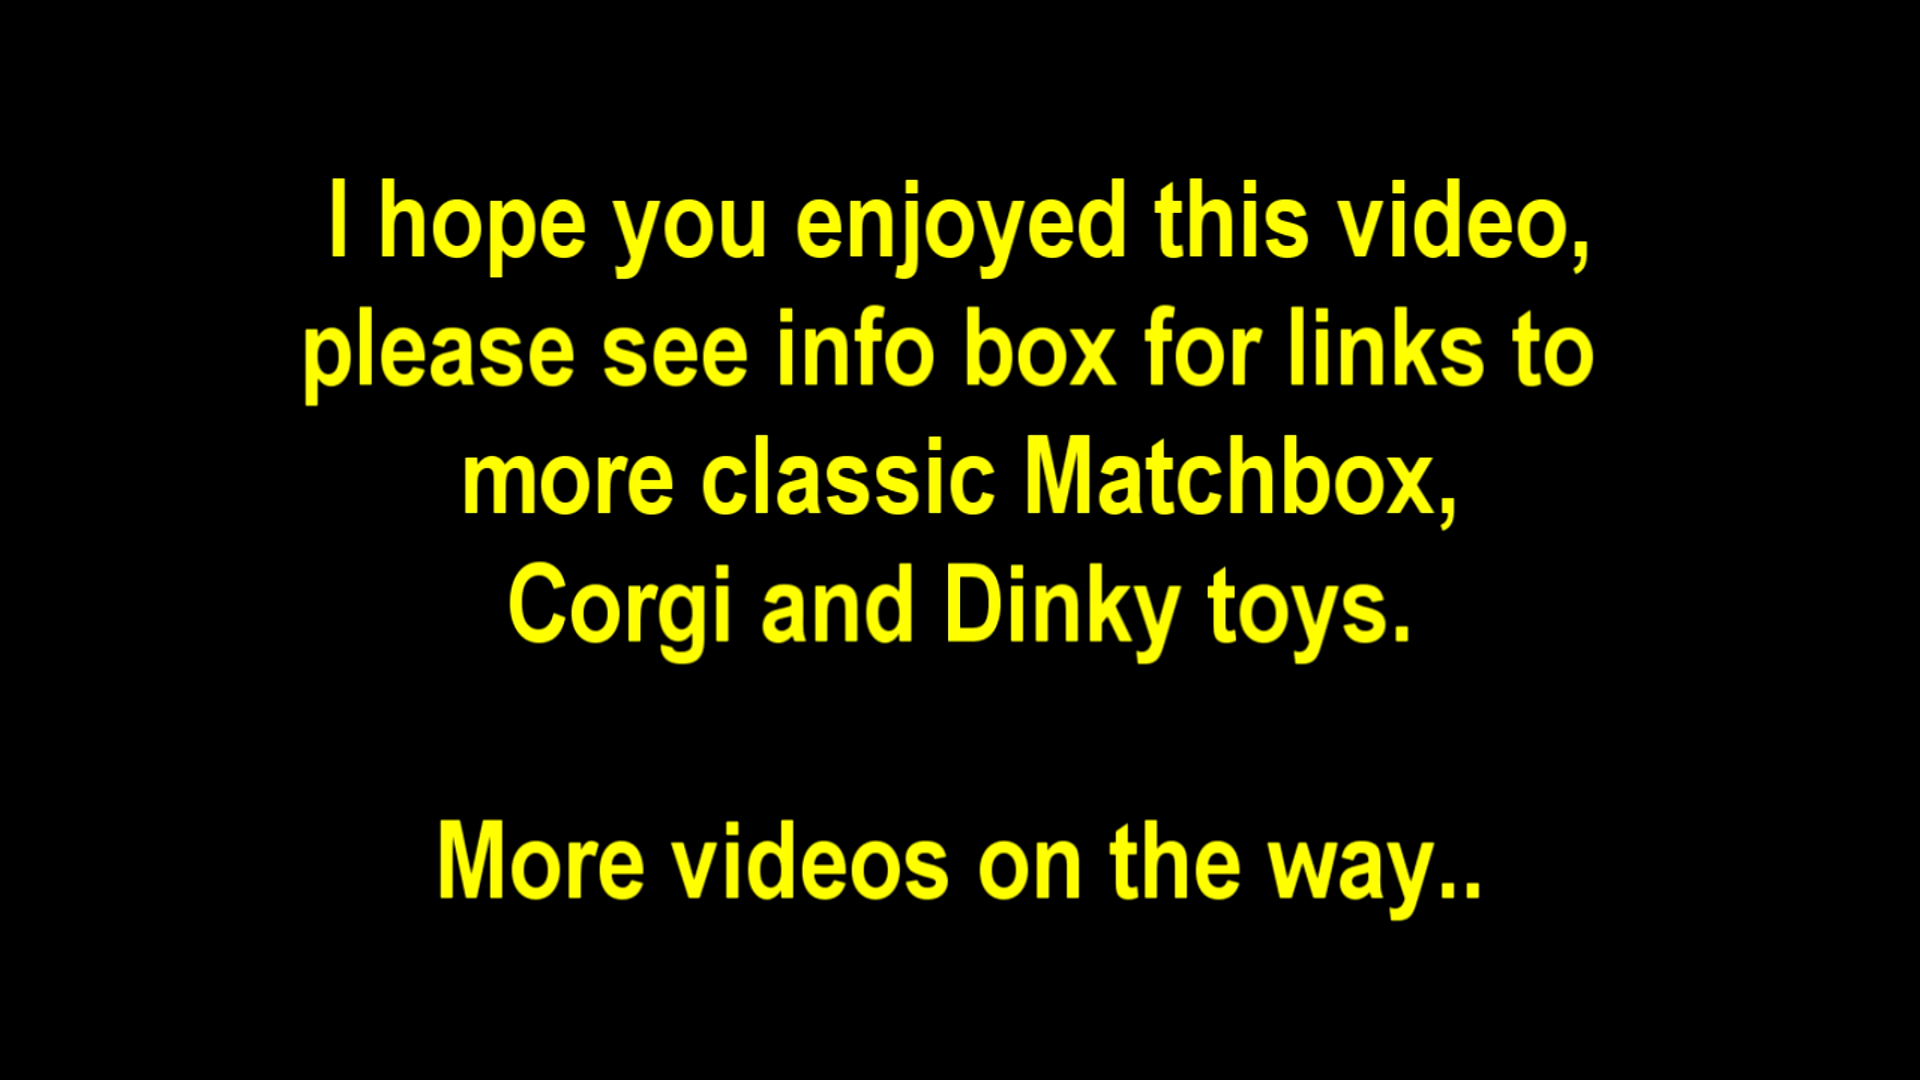 I hope you enjoyed this video,
please see info box for links to
more classic Matchbox,
Corgi and Dinky toys.
More videos on the way..